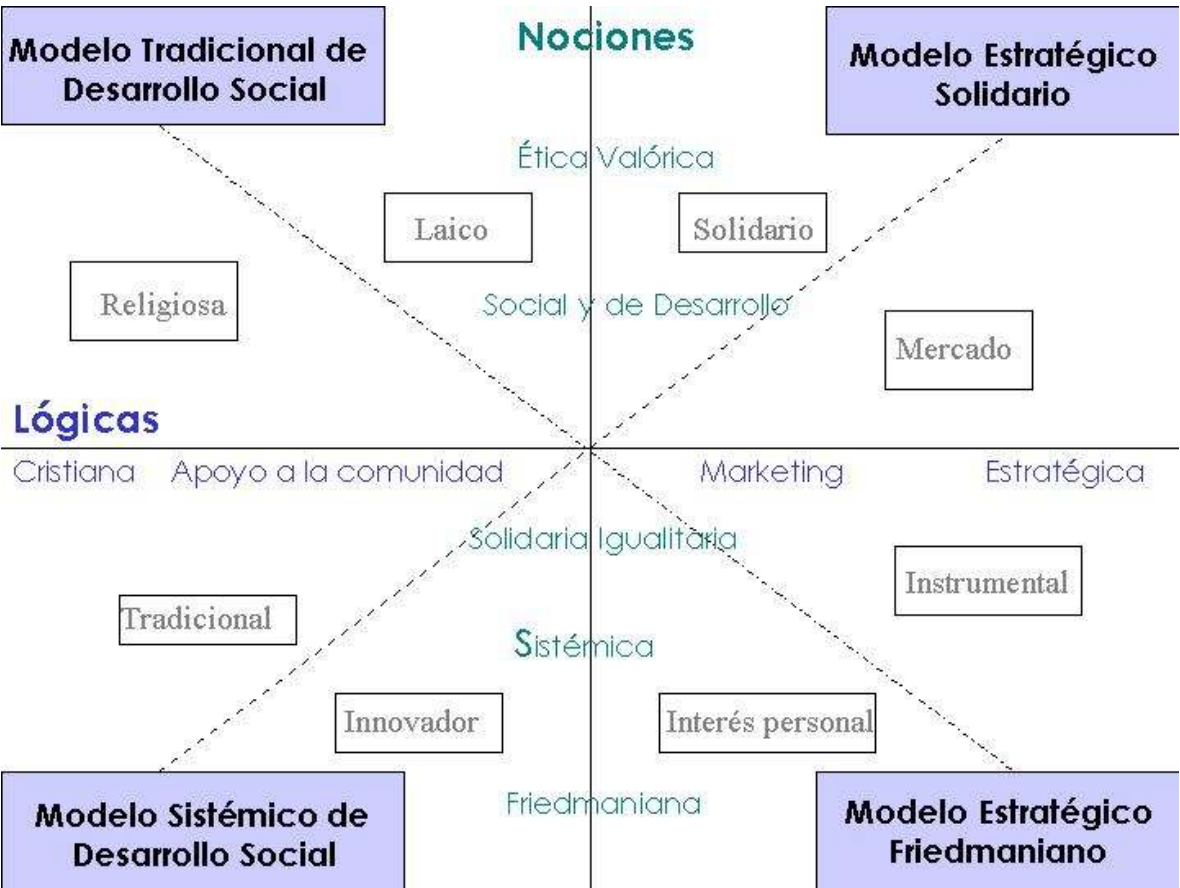 Modelo Tradicional de
Desarrollo Social
Nociones
Modelo Estratégico
Solidario
Ética Valórica
Laico
Solidario
Religiosa
Social y de Desarrollo
Mercado
Lógicas
Cristiana
Apoyo a la comunidad
Marketing
Estratégica
Solidaria Igualitaria
Instrumental
Tradicional
Sistémica
Innovador
Interés personal
Modelo Sistémico de
Desarrollo Social
Friedmaniana
Modelo Estratégico
Friedmaniano